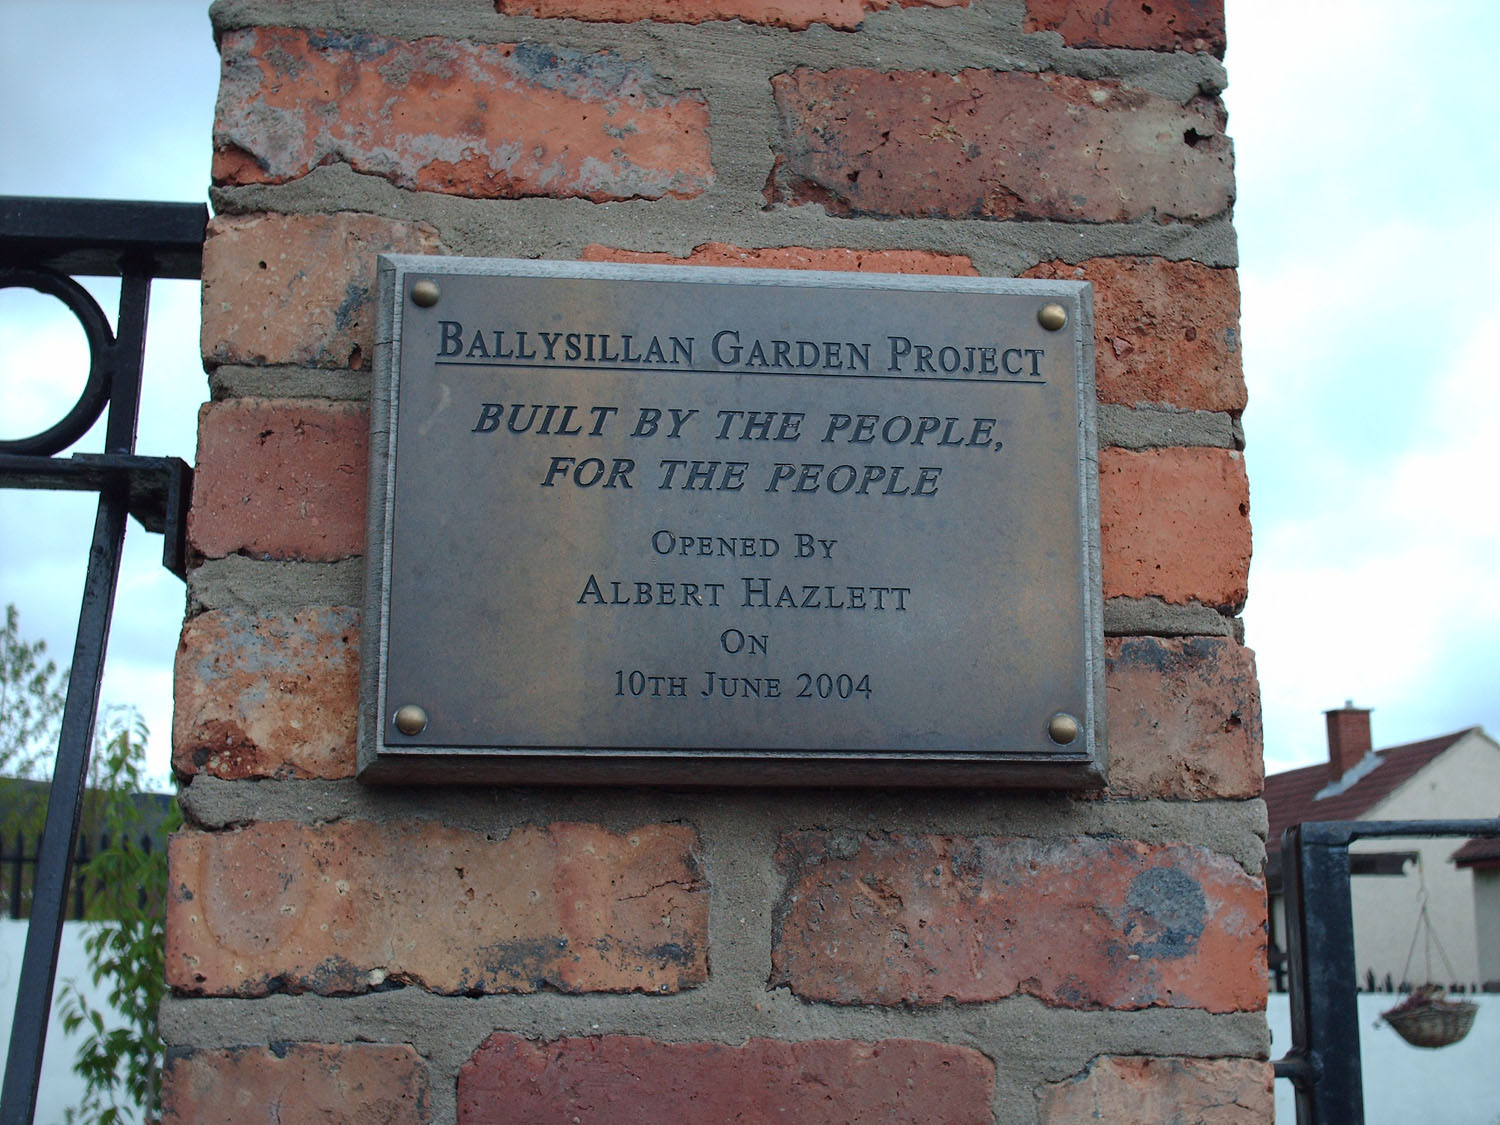 BALLYSILLAN GARDEN PROJECT
BUILT BY THE PEOPLE,
FOR THE PEOPLE
OPENED BY
ALBERT HAZLETT
ON
10TH JUNE 2004